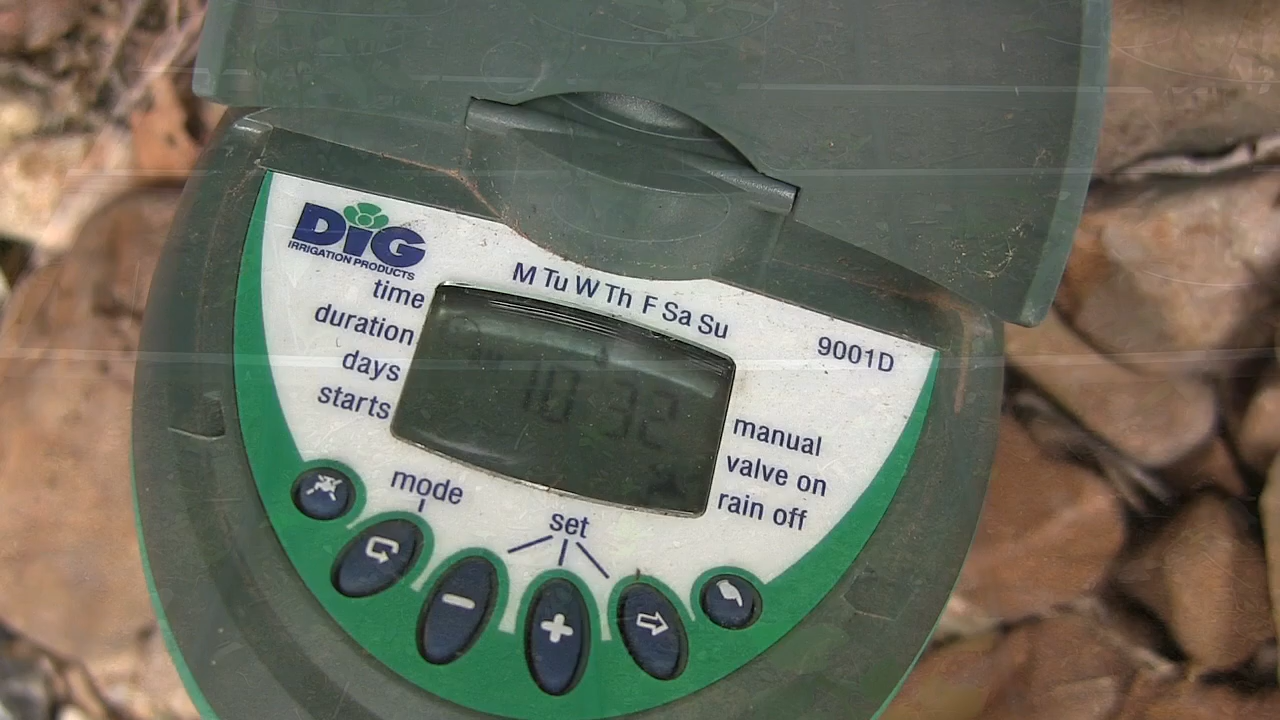 DIG
IRRIGATION PRODUCTS
M Tu W Th F Sa Su
9001D
time
duration
days
starts
10 32
manual
valve on
rain off
mode
set